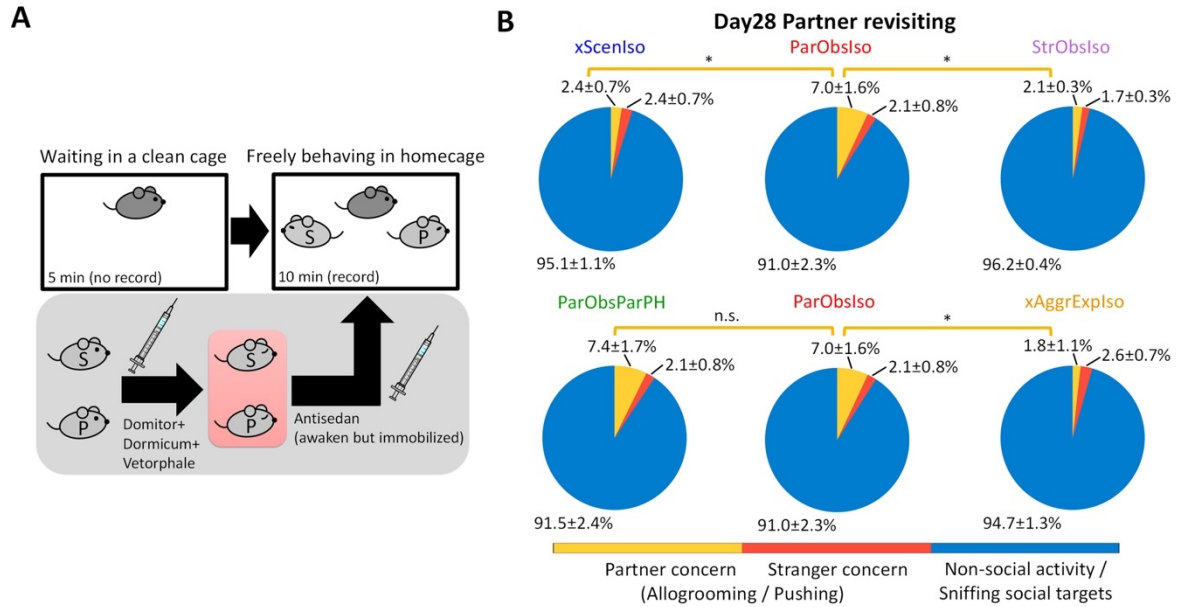 A
Waiting in a clean cage
Freely behaving in homecage
S
P
5 min (no record)
10 min (record)
S
P
S
P
Domitor+
Dormicum+
Vetorphale
Antisedan
(awaken but immobilized)
B
Day28 Partner revisiting
xScenIso
ParObsIso
StrObsIso
*
*
2.4±0.7%
2.4±0.7%
7.0±1.6%
2.1±0.8%
2.1±0.3%
1.7±0.3%
95.1±1.1%
91.0±2.3%
96.2±0.4%
ParObsParPH
ParObsIso
xAggrExpIso
n.s.
*
7.4±1.7%
2.1±0.8%
7.0±1.6%
2.1±0.8%
1.8±1.1%
2.6±0.7%
91.5±2.4%
91.0±2.3%
94.7±1.3%
Partner concern
(Allogrooming / Pushing)
Stranger concern
Non-social activity /
Sniffing social targets